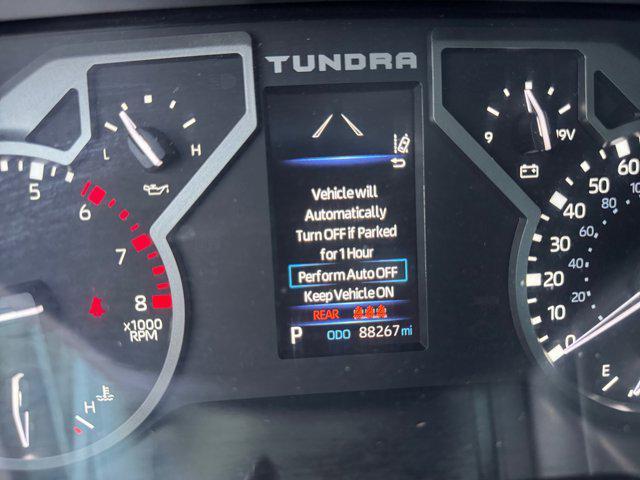 TUNDRA
L H
5
6
7
8
x1000
RPM
H
Vehicle will
Automatically
Turn OFF if Parked
for 1 Hour
Perform Auto OFF
Keep Vehicle ON
REAR
P ODO 88267 mi
9 19V
60
50
40
30
20
10
0
80
60
40
20
E